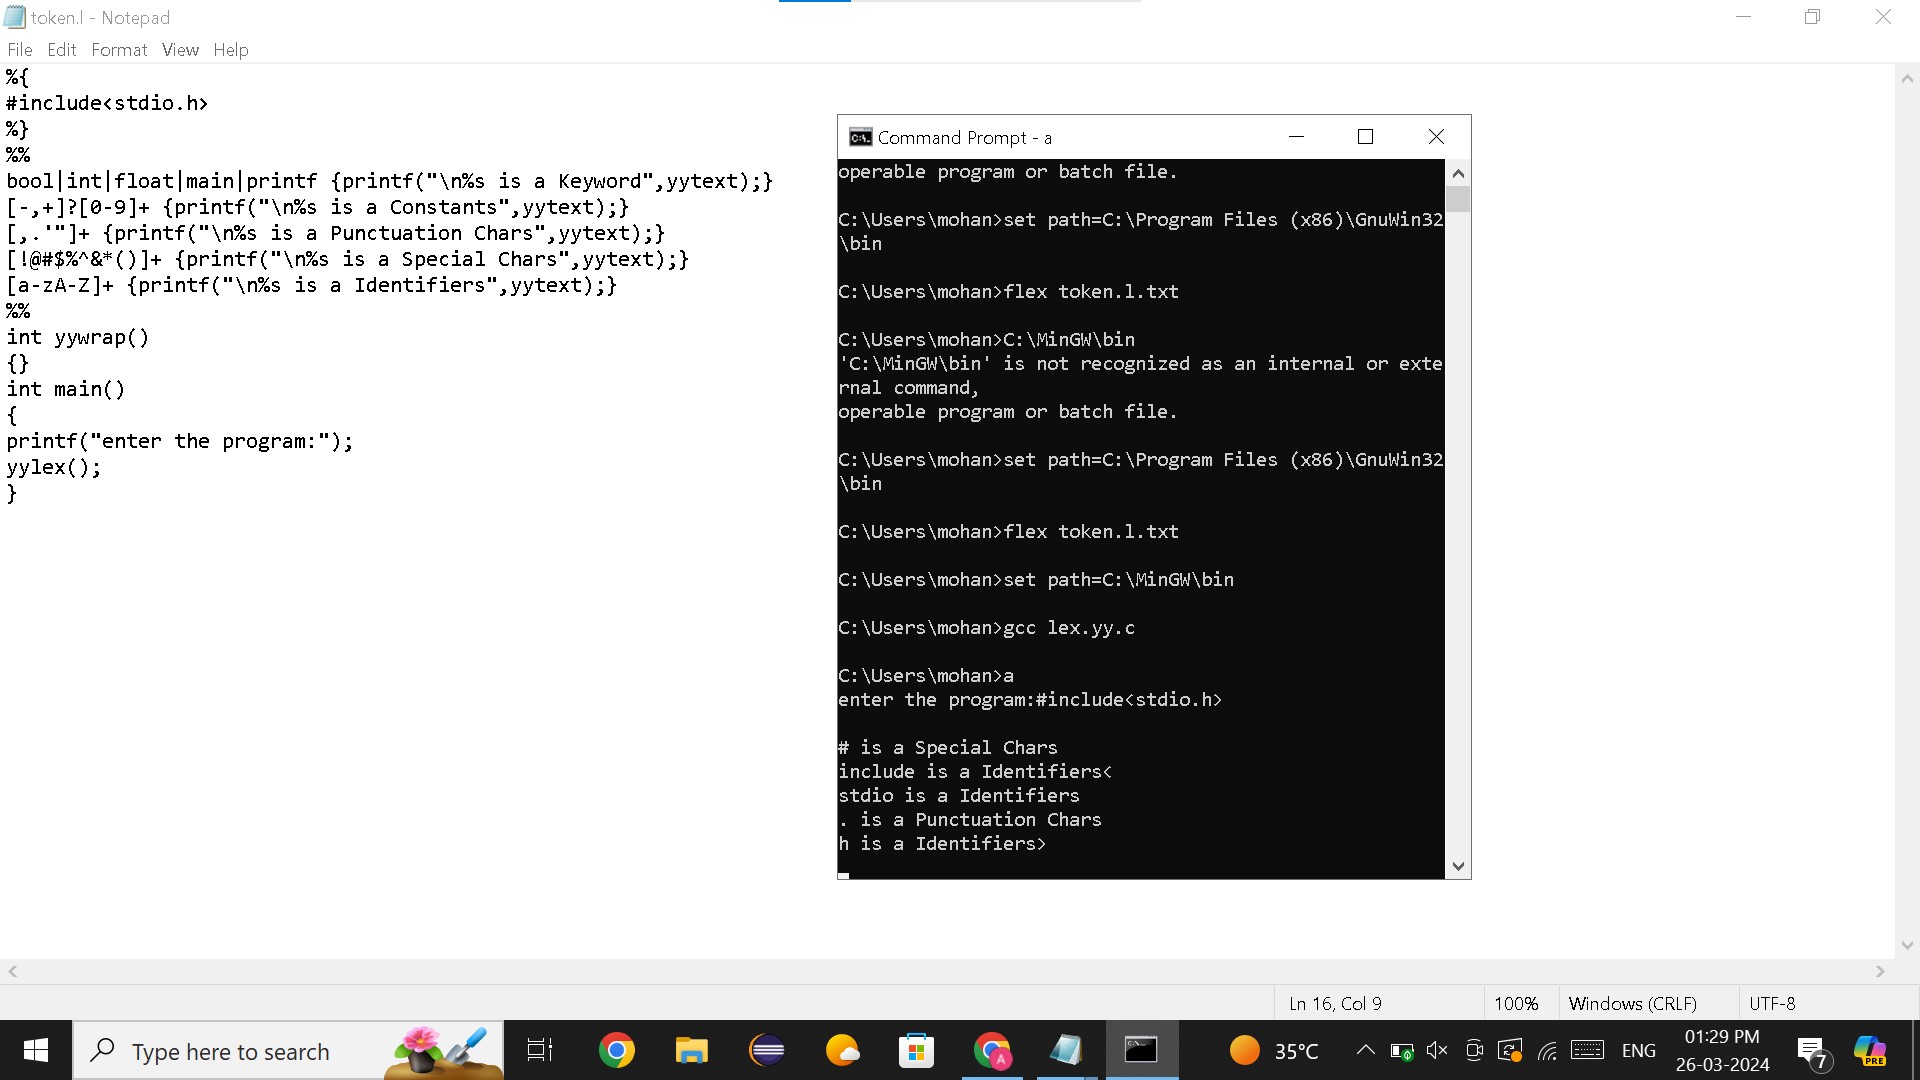 token.l - Notepad
File Edit Format View Help
%{
#include<stdio.h>
%}
%%
bool|int|float|main|printf {printf("\n%s is a Keyword",yytext);}
[-,+]?[0-9]+ {printf("\n%s is a Constants",yytext);}
[,.'"]+ {printf("\n%s is a Punctuation Chars",yytext);}
[!@#$%^&*()]+ {printf("\n%s is a Special Chars",yytext);}
[a-zA-Z]+ {printf("\n%s is a Identifiers",yytext);}
%%
int yywrap()
{}
int main()
{
printf("enter the program:");
yylex();
}
Command Prompt - a
operable program or batch file.
C:\Users\mohan>set path=C:\Program Files (x86)\GnuWin32
\bin
C:\Users\mohan>flex token.l.txt
C:\Users\mohan>C:\MinGW\bin
'C:\MinGW\bin' is not recognized as an internal or exte
rnal command,
operable program or batch file.
C:\Users\mohan>set path=C:\Program Files (x86)\GnuWin32
\bin
C:\Users\mohan>flex token.l.txt
C:\Users\mohan>set path=C:\MinGW\bin
C:\Users\mohan>gcc lex.yy.c
C:\Users\mohan>a
enter the program:#include<stdio.h>
# is a Special Chars
include is a Identifiers<
stdio is a Identifiers
. is a Punctuation Chars
h is a Identifiers>
Ln 16, Col 9 100% Windows (CRLF) UTF-8
Type here to search
A
35°C
ENG
01:29 PM
26-03-2024
7
PRE